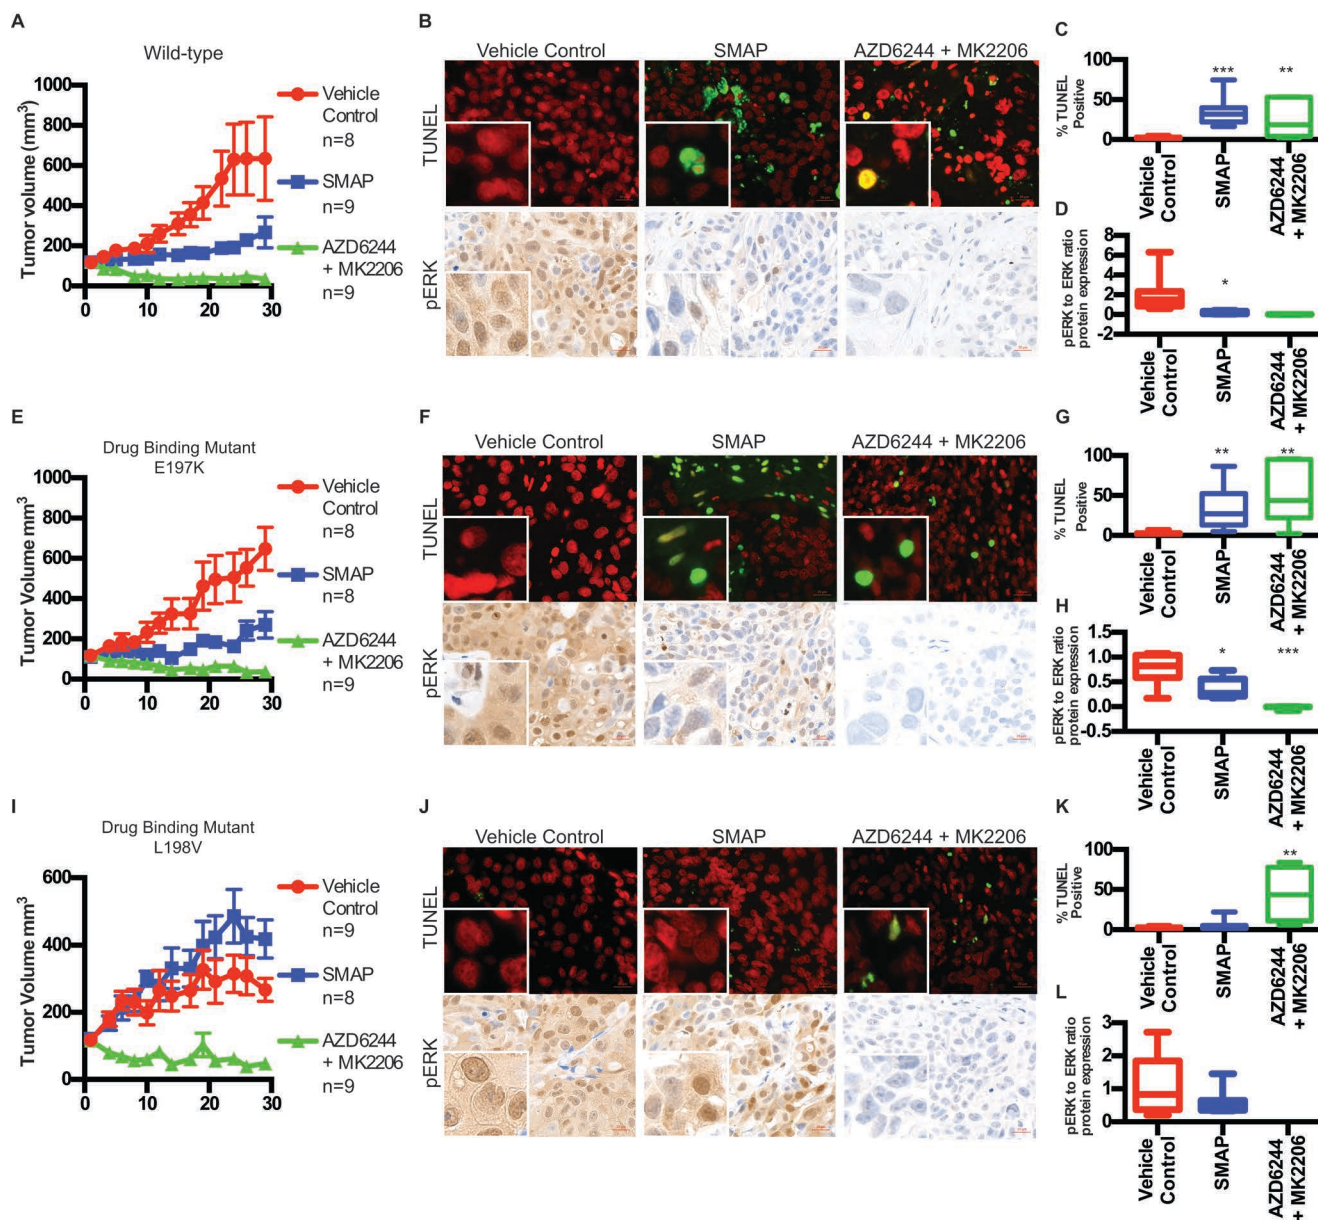 A
Wild-type
Tumor volume (mm³)
1000
800
600
400
200
0
0 10 20 30
Vehicle
Control
n=8
SMAP
n=9
AZD6244
+ MK2206
n=9
B
Vehicle Control SMAP AZD6244 + MK2206
TUNEL
pERK
C
% TUNEL
Positive
100
50
0
*** **
Vehicle
Control
SMAP
AZD6244
+ MK2206
D
pERK to ERK ratio
protein expression
8
6
4
2
0
-2
*
Vehicle
Control
SMAP
AZD6244
+ MK2206
E
Drug Binding Mutant
E197K
Tumor Volume mm³
1000
800
600
400
200
0
0 10 20 30
Vehicle
Control
n=8
SMAP
n=8
AZD6244
+ MK2206
n=9
F
Vehicle Control SMAP AZD6244 + MK2206
TUNEL
pERK
G
% TUNEL
Positive
100
50
0
** **
Vehicle
Control
SMAP
AZD6244
+ MK2206
H
pERK to ERK ratio
protein expression
1.5
1.0
0.5
0.0
-0.5
* ***
Vehicle
Control
SMAP
AZD6244
+ MK2206
I
Drug Binding Mutant
L198V
Tumor Volume mm³
600
400
200
0
0 10 20 30
Vehicle
Control
n=9
SMAP
n=8
AZD6244
+ MK2206
n=9
J
Vehicle Control SMAP AZD6244 + MK2206
TUNEL
pERK
K
% TUNEL
Positive
100
50
0
**
Vehicle
Control
SMAP
AZD6244
+ MK2206
L
pERK to ERK ratio
protein expression
3
2
1
0
Vehicle
Control
SMAP
AZD6244
+ MK2206